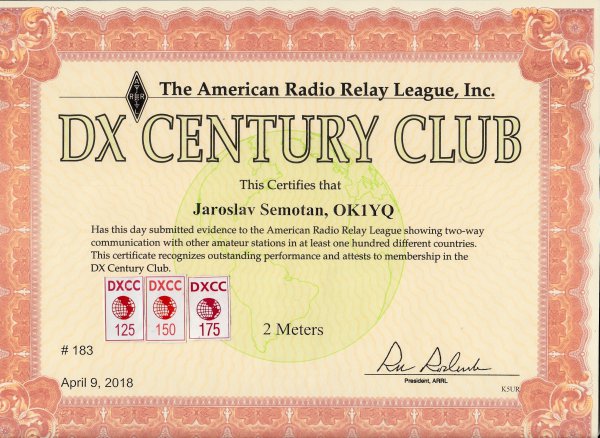 The American Radio Relay League, Inc.
DX CENTURY CLUB
This Certifies that
Jaroslav Semotan, OK1YQ
Has this day submitted evidence to the American Radio Relay League showing two-way
communication with other amateur stations in at least one hundred different countries.
This certificate recognizes outstanding performance and attests to membership in the
DX Century Club.
DXCC DXCC DXCC
125 150 175
2 Meters
# 183
April 9, 2018
President, ARRL
K5UR